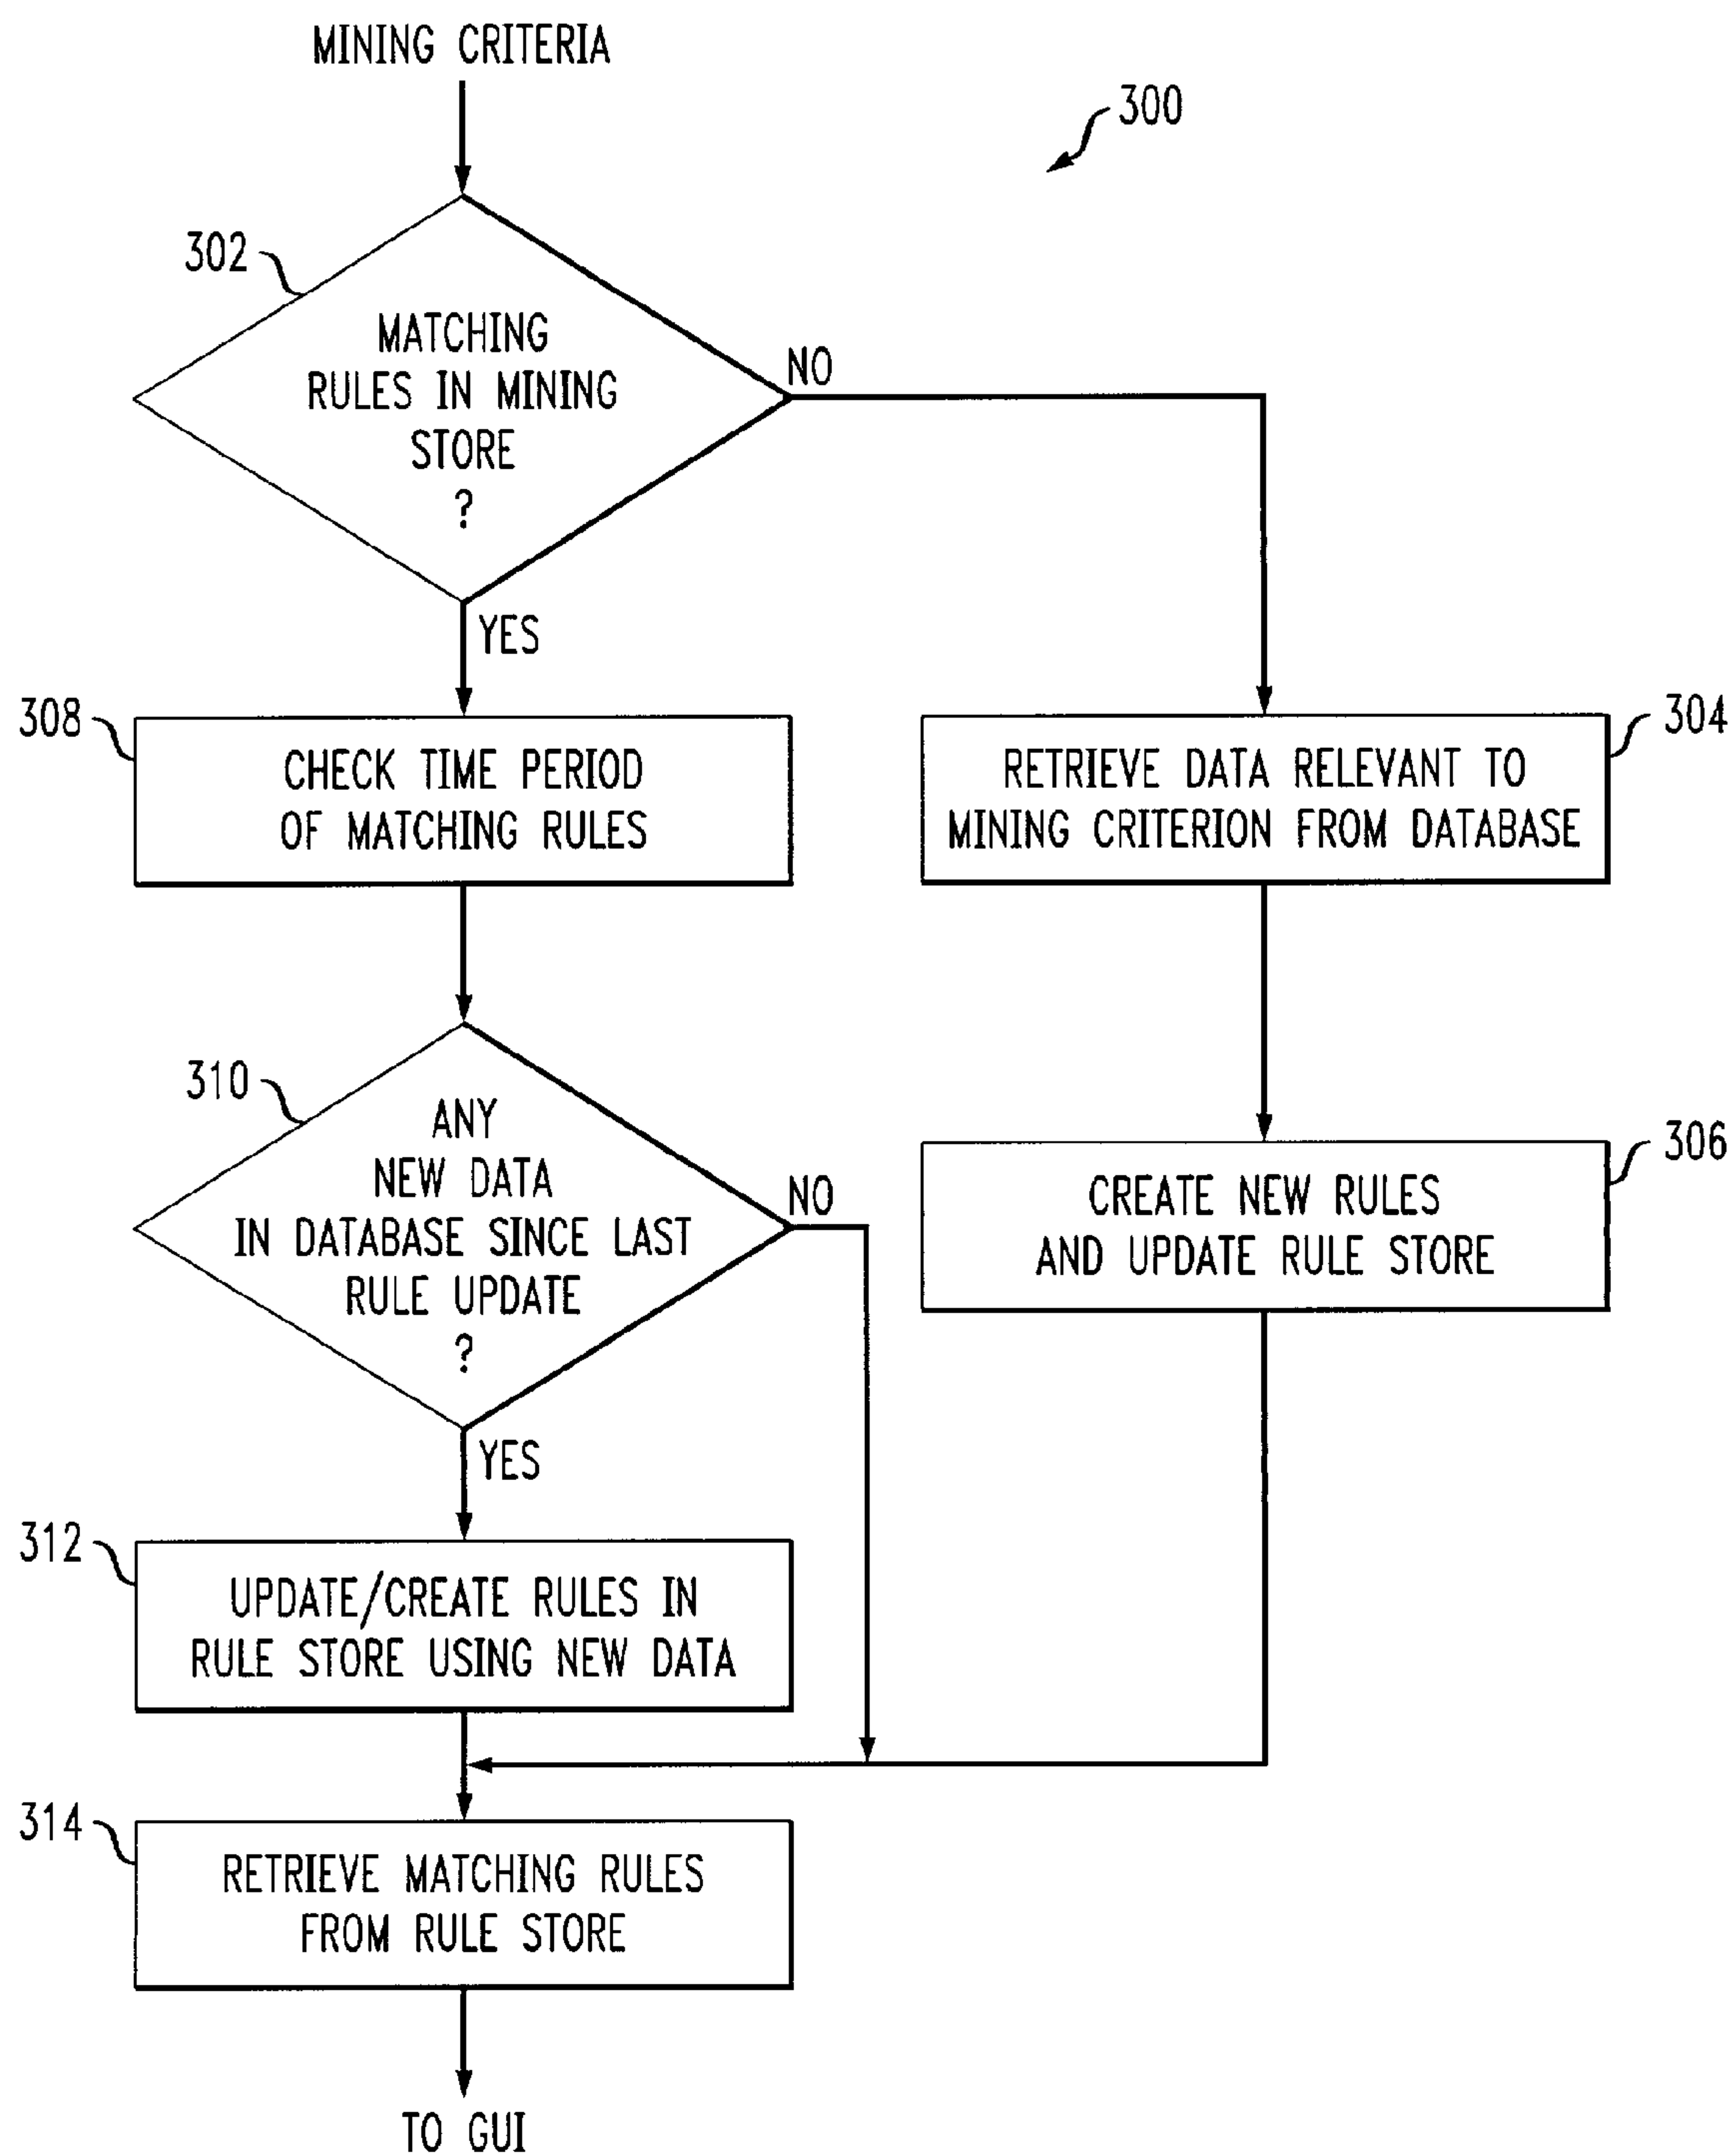 MINING CRITERIA
300
302
MATCHING
RULES IN MINING
STORE
?
NO
YES
308
CHECK TIME PERIOD
OF MATCHING RULES
304
RETRIEVE DATA RELEVANT TO
MINING CRITERION FROM DATABASE
310
ANY
NEW DATA
IN DATABASE SINCE LAST
RULE UPDATE
?
NO
YES
306
CREATE NEW RULES
AND UPDATE RULE STORE
312
UPDATE/CREATE RULES IN
RULE STORE USING NEW DATA
314
RETRIEVE MATCHING RULES
FROM RULE STORE
TO GUI